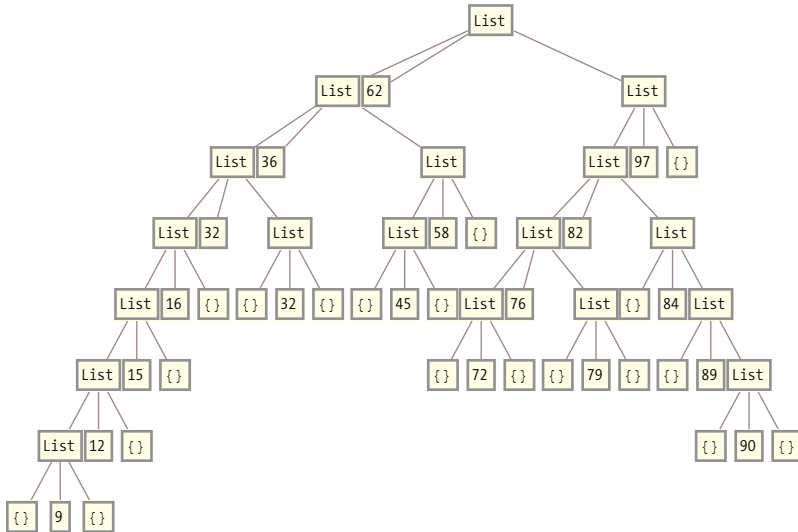 List
List 62 List
List 36 List List 97 {}
List 32 List List 58 {} List 82 List
List 16 {} {} 32 {} {} 45 {} List 76 List {} 84 List
List 15 {} {} 72 {} {} 79 {} {} 89 List
List 12 {} {} 90 {}
{} 9 {}